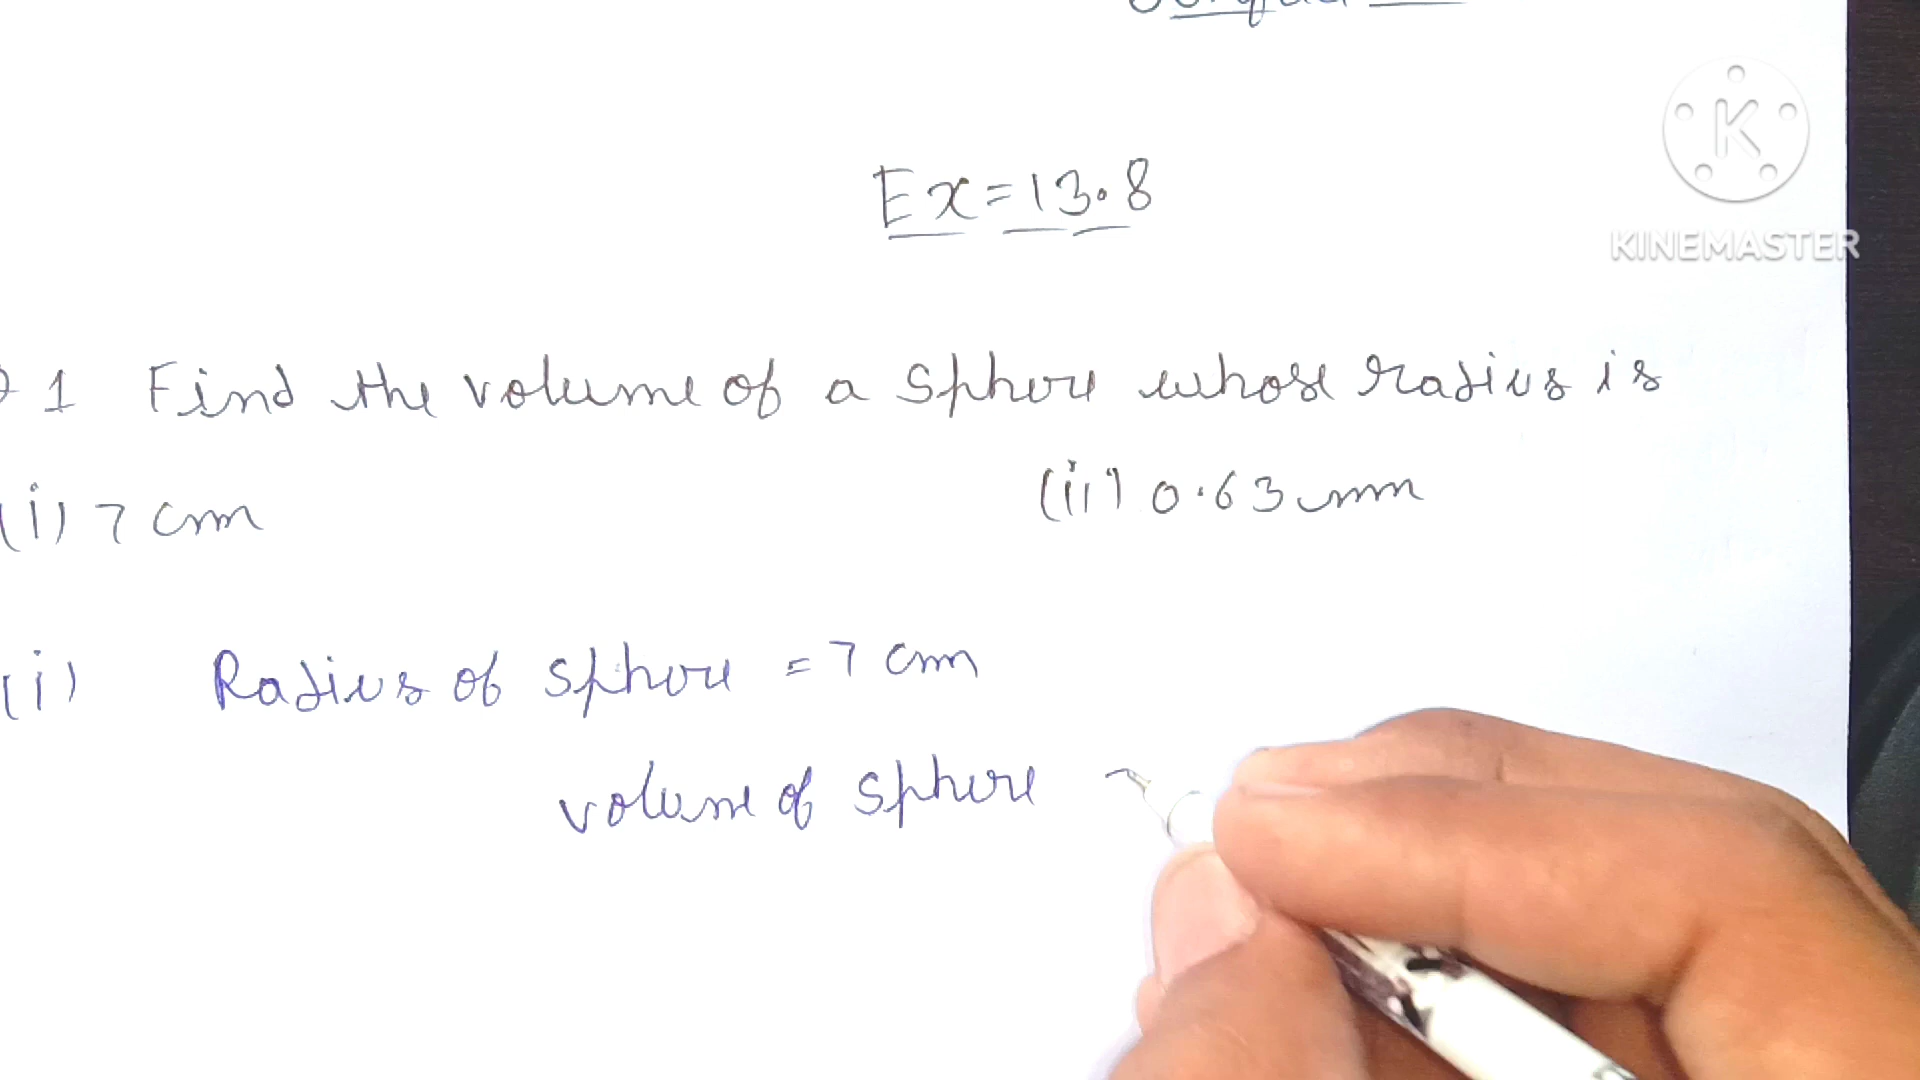 Ex = 13.8
K
KINEMASTER
1 Find the volume of a sphere whose radius is
(i) 7 cm (ii) 0.63 mm
(i) Radius of sphere = 7 cm
volume of sphere